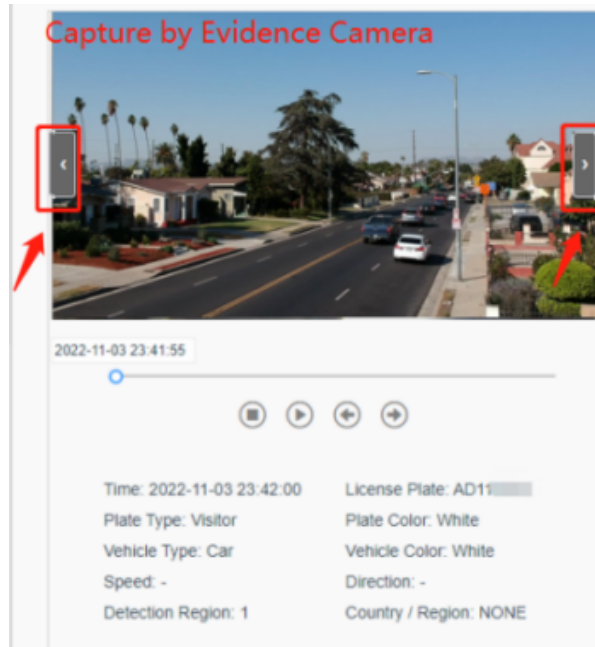 Capture by Evidence Camera
2022-11-03 23:41:55
Time: 2022-11-03 23:42:00 License Plate: AD11
Plate Type: Visitor Plate Color: White
Vehicle Type: Car Vehicle Color: White
Speed: - Direction: -
Detection Region: 1 Country / Region: NONE